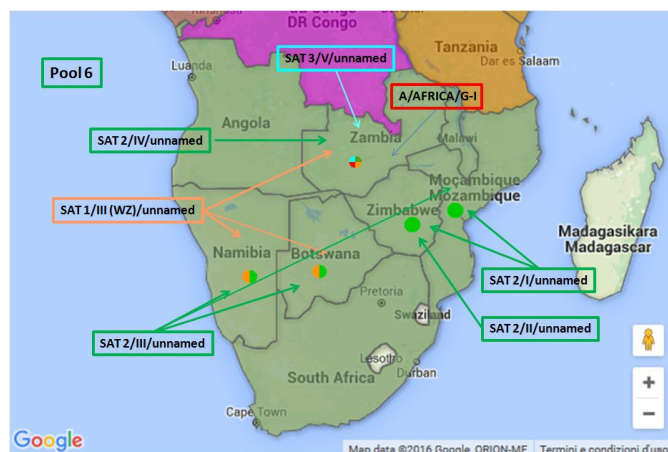 Kinshasa
DR Congo
Tanzania
Dar es Salaam
SAT 3/V/unnamed
Pool 6
Luanda
A/AFRICA/G-I
Angola
SAT 2/IV/unnamed
Zambia
Malawi
Moçambique
Mozambique
SAT 1/III (WZ)/unnamed
Zimbabwe
Madagasikara
Madagascar
Namibia
Botswana
SAT 2/I/unnamed
Pretoria
Swaziland
SAT 2/II/unnamed
SAT 2/III/unnamed
Lesotho
Durban
South Africa
Cape Town
+
−
Google
Map data ©2016 Google, ORION-ME
Termini e condizioni d'uso